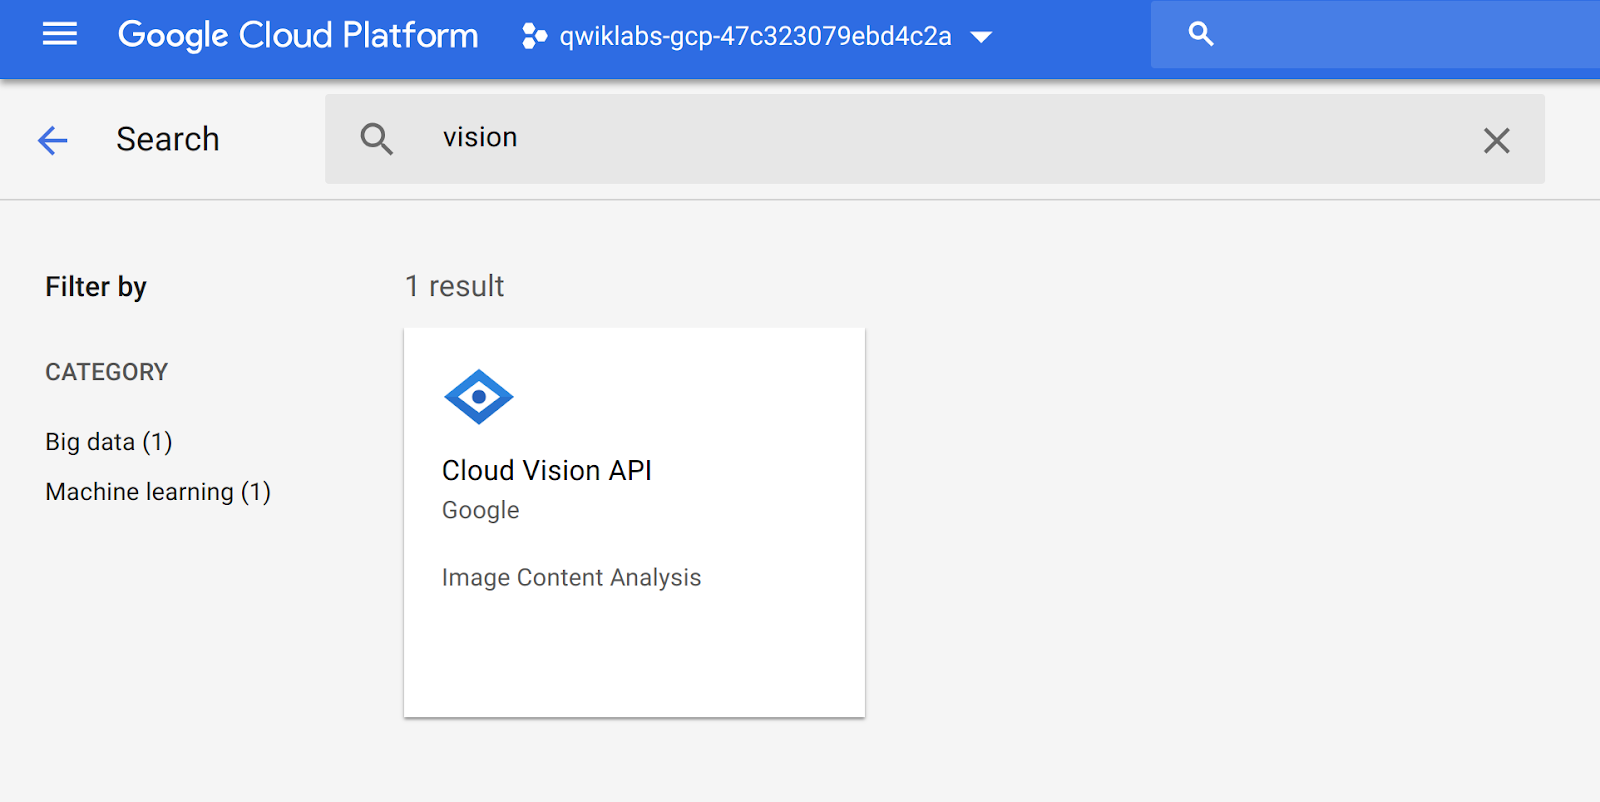 Google Cloud Platform qwiklabs-gcp-47c323079ebd4c2a
Search vision
Filter by
1 result
CATEGORY
Big data (1)
Machine learning (1)
Cloud Vision API
Google
Image Content Analysis